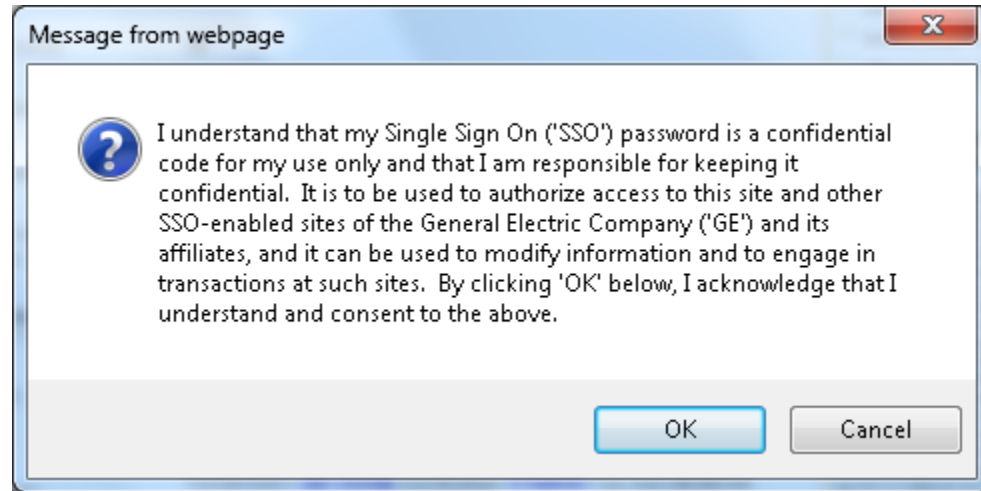 Message from webpage
I understand that my Single Sign On ('SSO') password is a confidential
code for my use only and that I am responsible for keeping it
confidential.  It is to be used to authorize access to this site and other
SSO-enabled sites of the General Electric Company ('GE') and its
affiliates, and it can be used to modify information and to engage in
transactions at such sites.  By clicking 'OK' below, I acknowledge that I
understand and consent to the above.
OK
Cancel